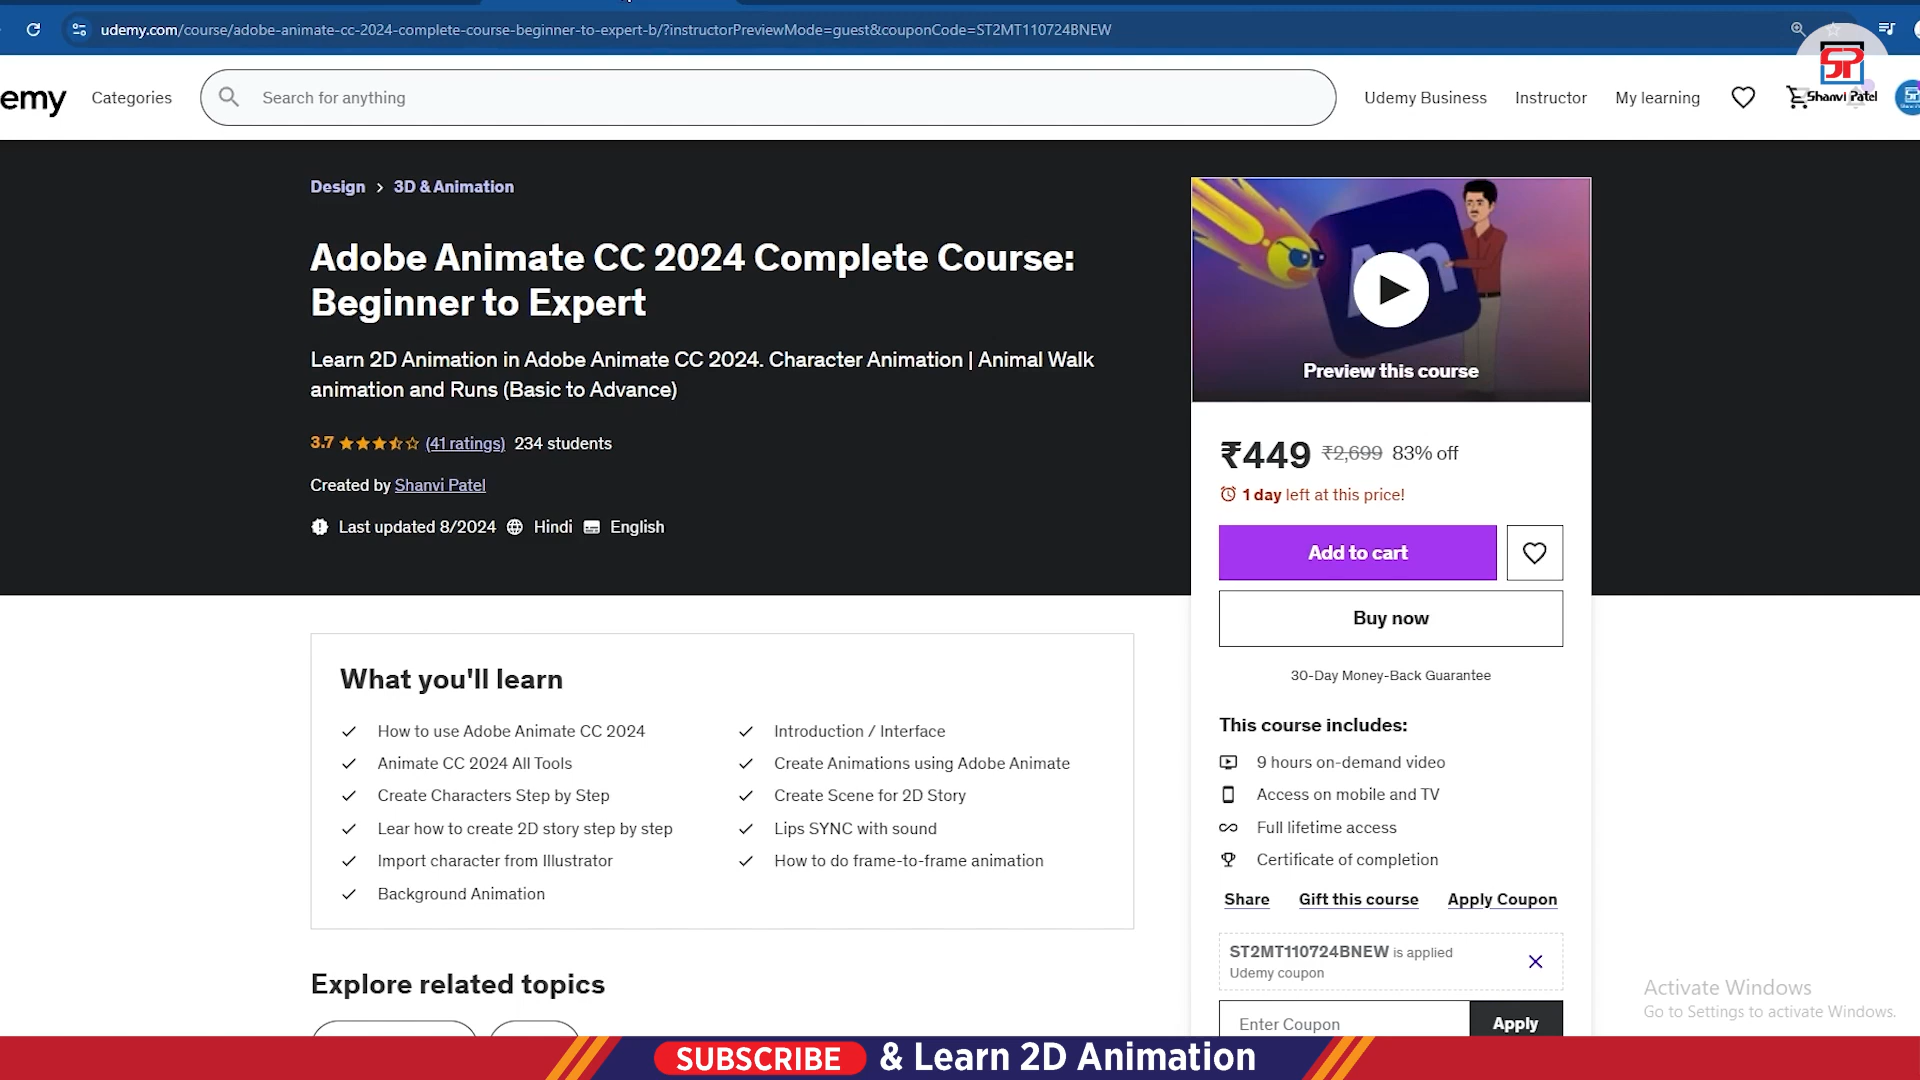 udemy.com/course/adobe-animate-cc-2024-complete-course-beginner-to-expert-b/?instructorPreviewMode=guest&couponCode=ST2MT110724BNEW
SP
Shanvi Patel
emy
Categories
Search for anything
Udemy Business
Instructor
My learning
Design > 3D & Animation
Adobe Animate CC 2024 Complete Course:
Beginner to Expert
Learn 2D Animation in Adobe Animate CC 2024. Character Animation | Animal Walk
animation and Runs (Basic to Advance)
3.7 (41 ratings) 234 students
Created by Shanvi Patel
Last updated 8/2024 Hindi English
An
Preview this course
₹449 ₹2,699 83% off
1 day left at this price!
Add to cart
Buy now
30-Day Money-Back Guarantee
This course includes:
9 hours on-demand video
Access on mobile and TV
Full lifetime access
Certificate of completion
Share Gift this course Apply Coupon
ST2MT110724BNEW is applied
Udemy coupon
Enter Coupon
Apply
What you'll learn
How to use Adobe Animate CC 2024
Animate CC 2024 All Tools
Create Characters Step by Step
Lear how to create 2D story step by step
Import character from Illustrator
Background Animation
Introduction / Interface
Create Animations using Adobe Animate
Create Scene for 2D Story
Lips SYNC with sound
How to do frame-to-frame animation
Explore related topics
Activate Windows
Go to Settings to activate Windows.
SUBSCRIBE & Learn 2D Animation